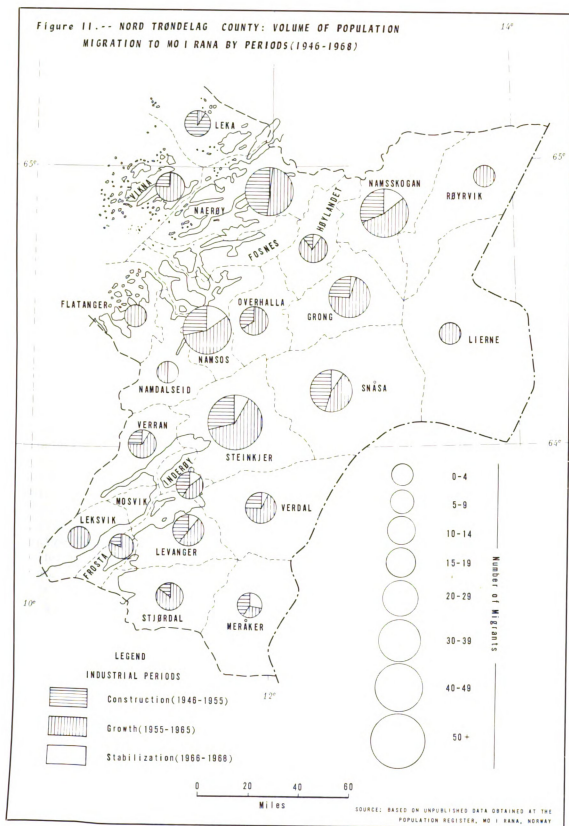 Figure II.-- NORD TRØNDELAG COUNTY: VOLUME OF POPULATION
MIGRATION TO MO I RANA BY PERIODS(1946-1968)
14°
LEKA
65°
65°
VIKNA
NAERØY
HØYLANDET
NAMSSKOGAN
RØYRVIK
FOSNES
FLATANGER
OVERHALLA
GRONG
LIERNE
NAMSOS
NAMDALSEID
SNÅSA
VERRAN
STEINKJER
64°
INDERØY
MOSVIK
VERDAL
LEKSVIK
LEVANGER
FROSTA
10°
STJØRDAL
MERÅKER
12°
0-4
5-9
10-14
15-19
20-29
30-39
40-49
50+
Number of Migrants
LEGEND
INDUSTRIAL PERIODS
Construction(1946-1955)
Growth(1955-1965)
Stabilization(1966-1968)
0 20 40 60
Miles
SOURCE: BASED ON UNPUBLISHED DATA OBTAINED AT THE
POPULATION REGISTER, MO I RANA, NORWAY